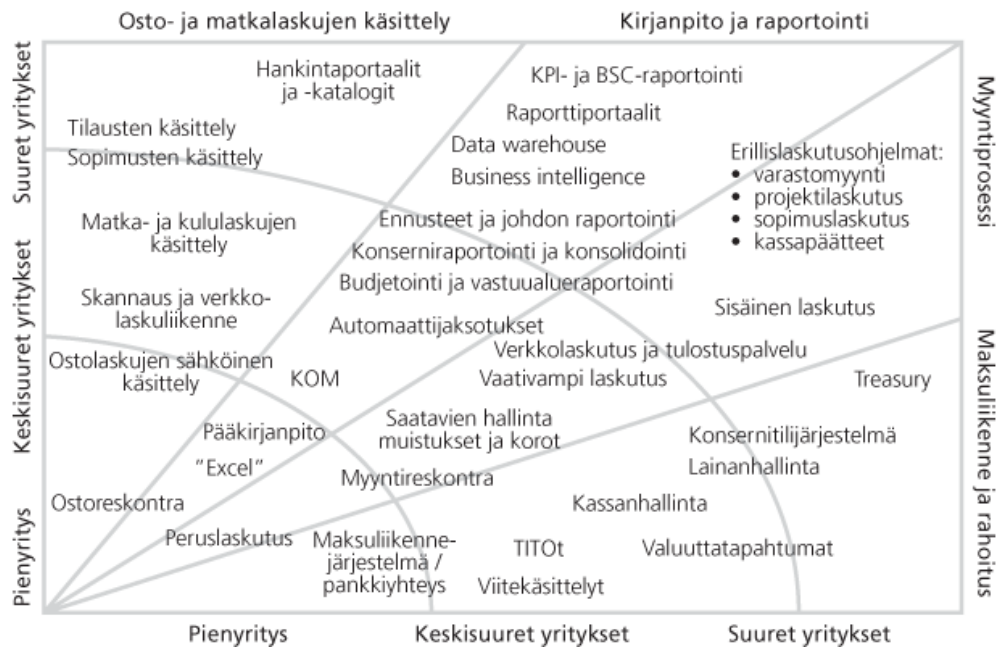 Osto- ja matkalaskujen käsittely
Kirjanpito ja raportointi
Suuret yritykset
Keskisuuret yritykset
Pienyritys
Hankintaportaalit
ja -katalogit
Tilausten käsittely
Sopimusten käsittely
Matka- ja kululaskujen
käsittely
Skannaus ja verkko-
laskuliikenne
Ostolaskujen sähköinen
käsittely
Ostoreskontra
KPI- ja BSC-raportointi
Raporttiportaalit
Data warehouse
Business intelligence
Ennusteet ja johdon raportointi
Konserniraportointi ja konsolidointi
Budjetointi ja vastuualueraportointi
Automaattijaksotukset
KOM
Pääkirjanpito
”Excel”
Erillislaskutusohjelmat:
• varastomyynti
• projektilaskutus
• sopimuslaskutus
• kassapäätteet
Sisäinen laskutus
Verkkolaskutus ja tulostuspalvelu
Vaativampi laskutus
Saatavien hallinta
muistukset ja korot
Myyntireskontra
Peruslaskutus
Treasury
Konsernitilijärjestelmä
Lainanhallinta
Kassanhallinta
Valuuttatapahtumat
TITOt
Viitekäsittelyt
Maksuliikenne-
järjestelmä /
pankkiyhteys
Myyntiprosessi
Maksuliikenne ja rahoitus
Pienyritys
Keskisuuret yritykset
Suuret yritykset